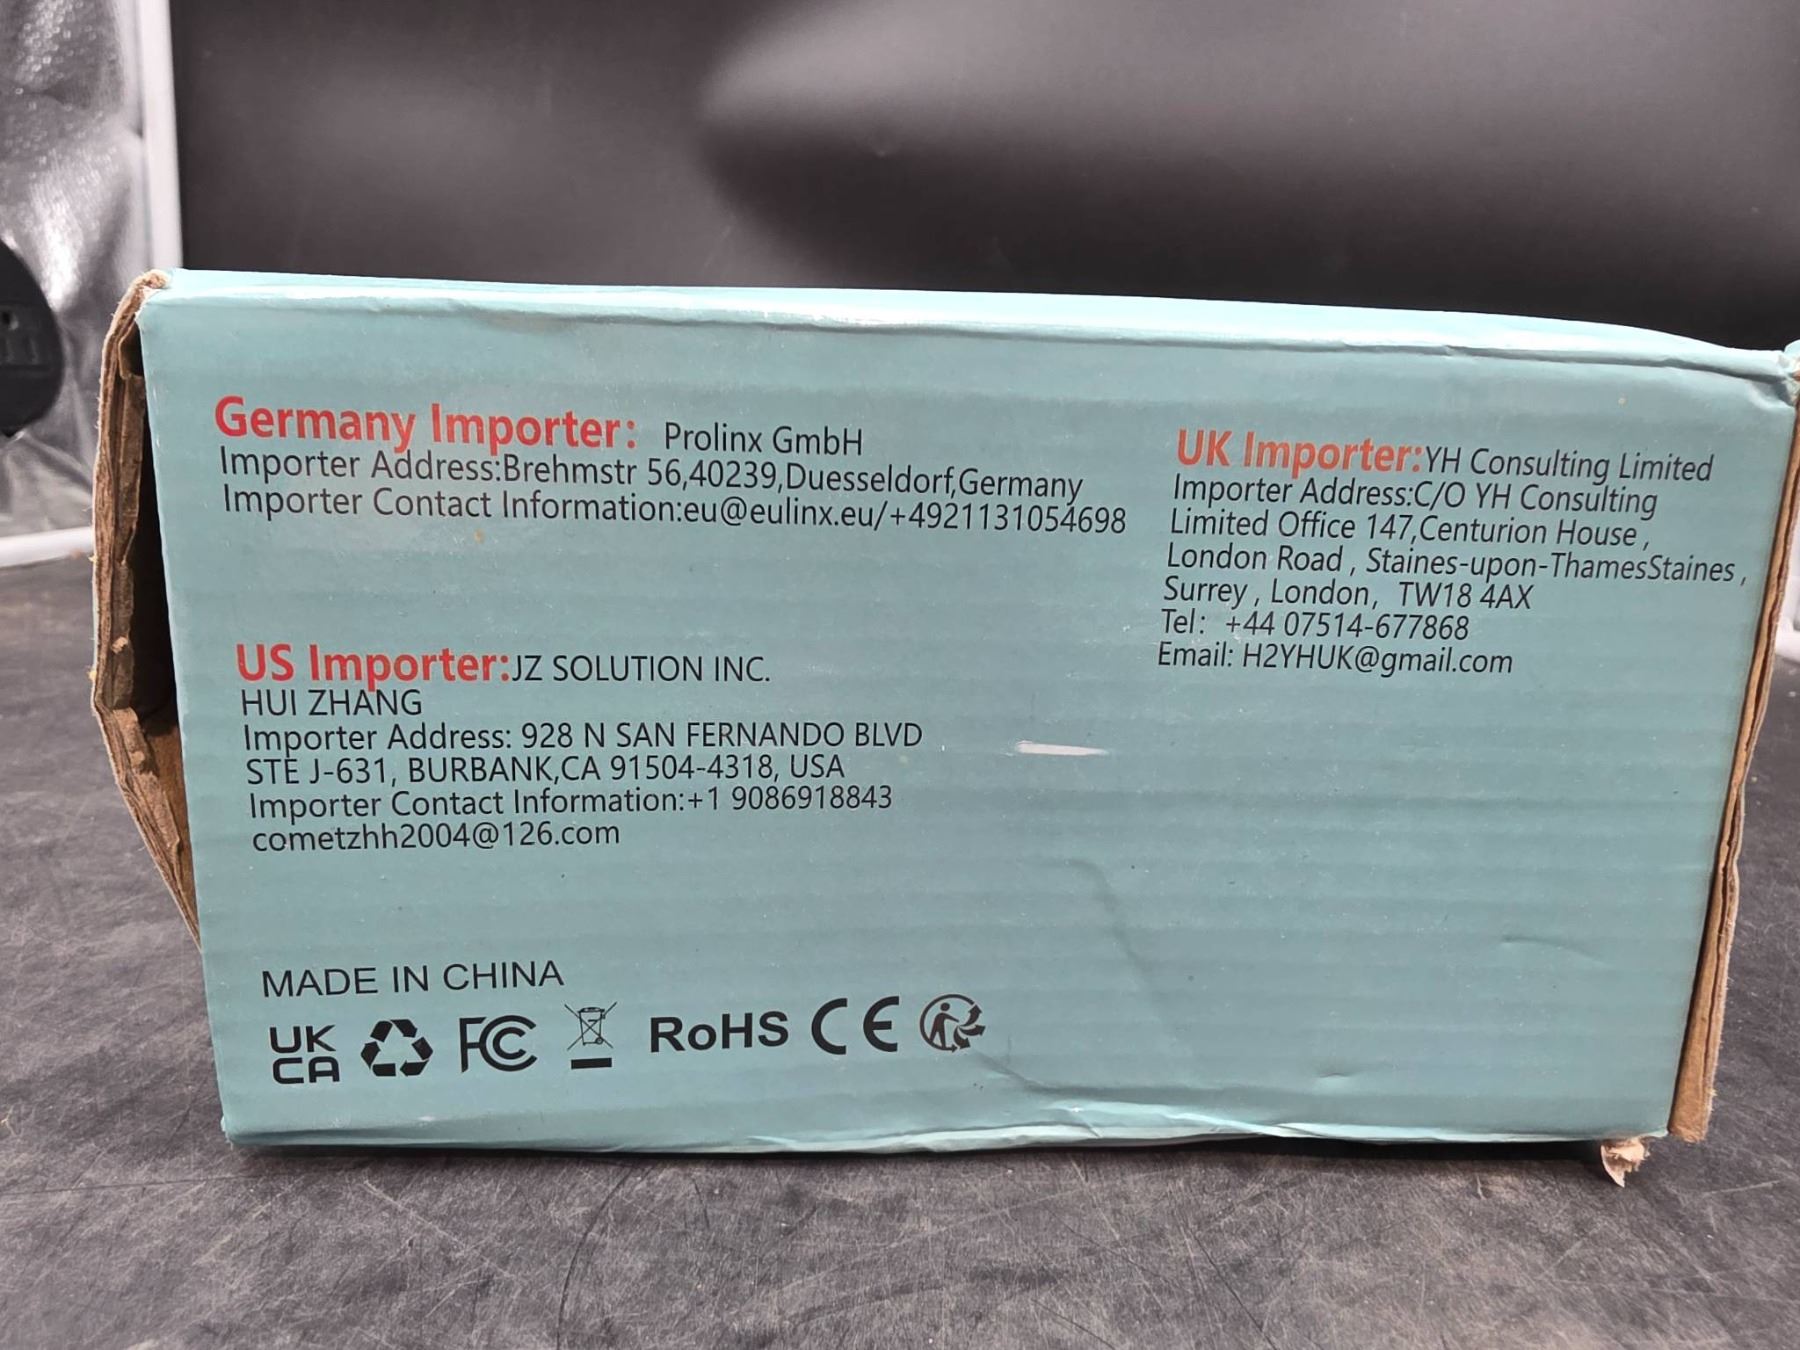 Germany Importer: Prolinx GmbH
Importer Address:Brehmstr 56,40239,Duesseldorf,Germany
Importer Contact Information:eu@eulinx.eu/+4921131054698
UK Importer:YH Consulting Limited
Importer Address:C/O YH Consulting
Limited Office 147,Centurion House ,
London Road , Staines-upon-ThamesStaines ,
Surrey , London, TW18 4AX
Tel: +44 07514-677868
Email: H2YHUK@gmail.com
US Importer:JZ SOLUTION INC.
HUI ZHANG
Importer Address: 928 N SAN FERNANDO BLVD
STE J-631, BURBANK,CA 91504-4318, USA
Importer Contact Information:+1 9086918843
cometzhh2004@126.com
MADE IN CHINA
UK
CA
FC
RoHS
CE